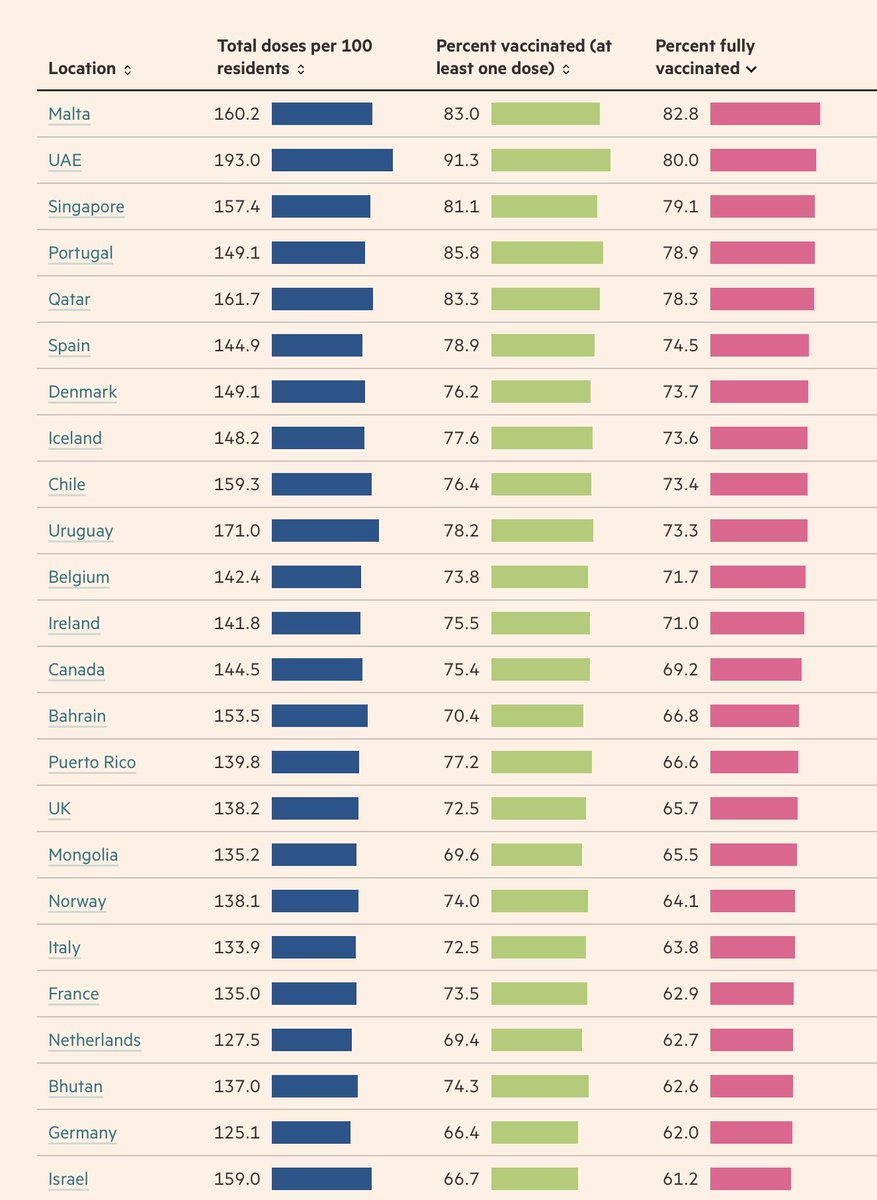 Location
Total doses per 100
residents
Percent vaccinated (at
least one dose)
Percent fully
vaccinated
Malta 160.2 83.0 82.8
UAE 193.0 91.3 80.0
Singapore 157.4 81.1 79.1
Portugal 149.1 85.8 78.9
Qatar 161.7 83.3 78.3
Spain 144.9 78.9 74.5
Denmark 149.1 76.2 73.7
Iceland 148.2 77.6 73.6
Chile 159.3 76.4 73.4
Uruguay 171.0 78.2 73.3
Belgium 142.4 73.8 71.7
Ireland 141.8 75.5 71.0
Canada 144.5 75.4 69.2
Bahrain 153.5 70.4 66.8
Puerto Rico 139.8 77.2 66.6
UK 138.2 72.5 65.7
Mongolia 135.2 69.6 65.5
Norway 138.1 74.0 64.1
Italy 133.9 72.5 63.8
France 135.0 73.5 62.9
Netherlands 127.5 69.4 62.7
Bhutan 137.0 74.3 62.6
Germany 125.1 66.4 62.0
Israel 159.0 66.7 61.2